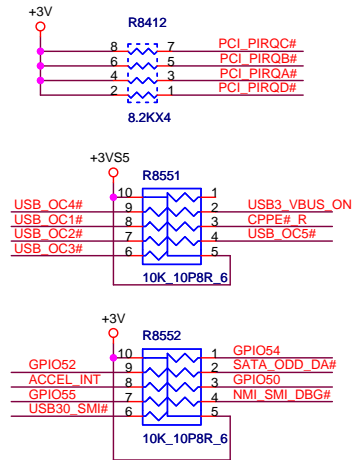 +3V
R8412
8 7 PCI_PIRQC#
6 5 PCI_PIRQB#
4 3 PCI_PIRQA#
2 1 PCI_PIRQD#
8.2KX4
+3VS5
R8551
10 1
USB_OC4# 9 2 USB3_VBUS_ON
USB_OC1# 8 3 CPPE#_R
USB_OC2# 7 4 USB_OC5#
USB_OC3# 6 5
10K_10P8R_6
+3V
R8552
10 1 GPIO54
GPIO52 9 2 SATA_ODD_DA#
ACCEL_INT 8 3 GPIO50
GPIO55 7 4 NMI_SMI_DBG#
USB30_SMI# 6 5
10K_10P8R_6